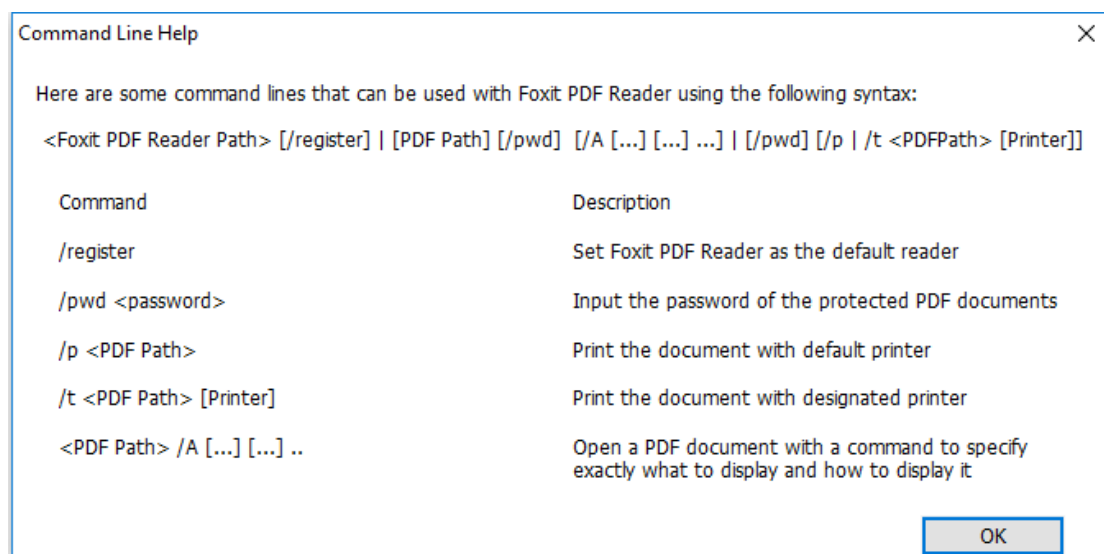 Command Line Help
Here are some command lines that can be used with Foxit PDF Reader using the following syntax:
<Foxit PDF Reader Path> [/register] | [PDF Path] [/pwd]  [/A [...] [...] ...] | [/pwd] [/p | /t <PDFPath> [Printer]]
Command Description
/register Set Foxit PDF Reader as the default reader
/pwd <password> Input the password of the protected PDF documents
/p <PDF Path> Print the document with default printer
/t <PDF Path> [Printer] Print the document with designated printer
<PDF Path> /A [...] [...] .. Open a PDF document with a command to specify
exactly what to display and how to display it
OK